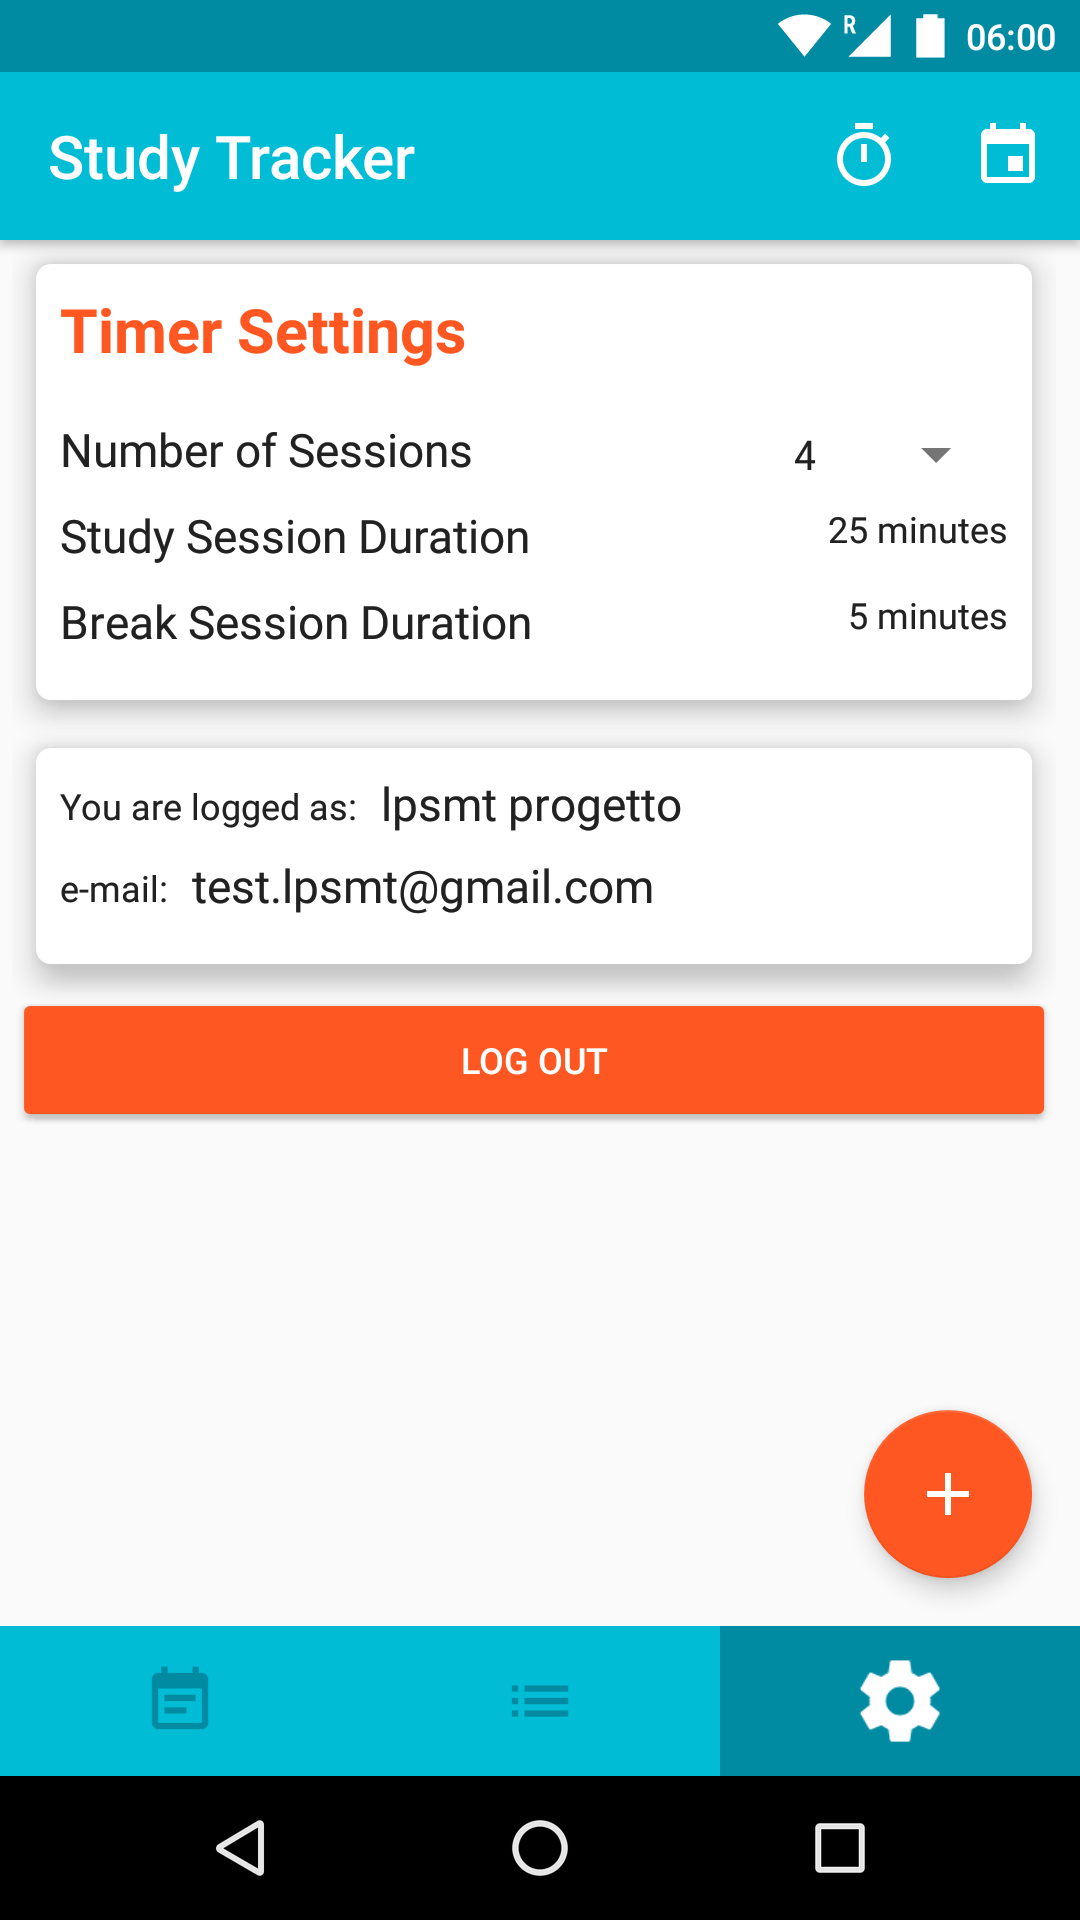 R 06:00
Study Tracker
Timer Settings
Number of Sessions 4
Study Session Duration 25 minutes
Break Session Duration 5 minutes
You are logged as: lpsmt progetto
e-mail: test.lpsmt@gmail.com
LOG OUT